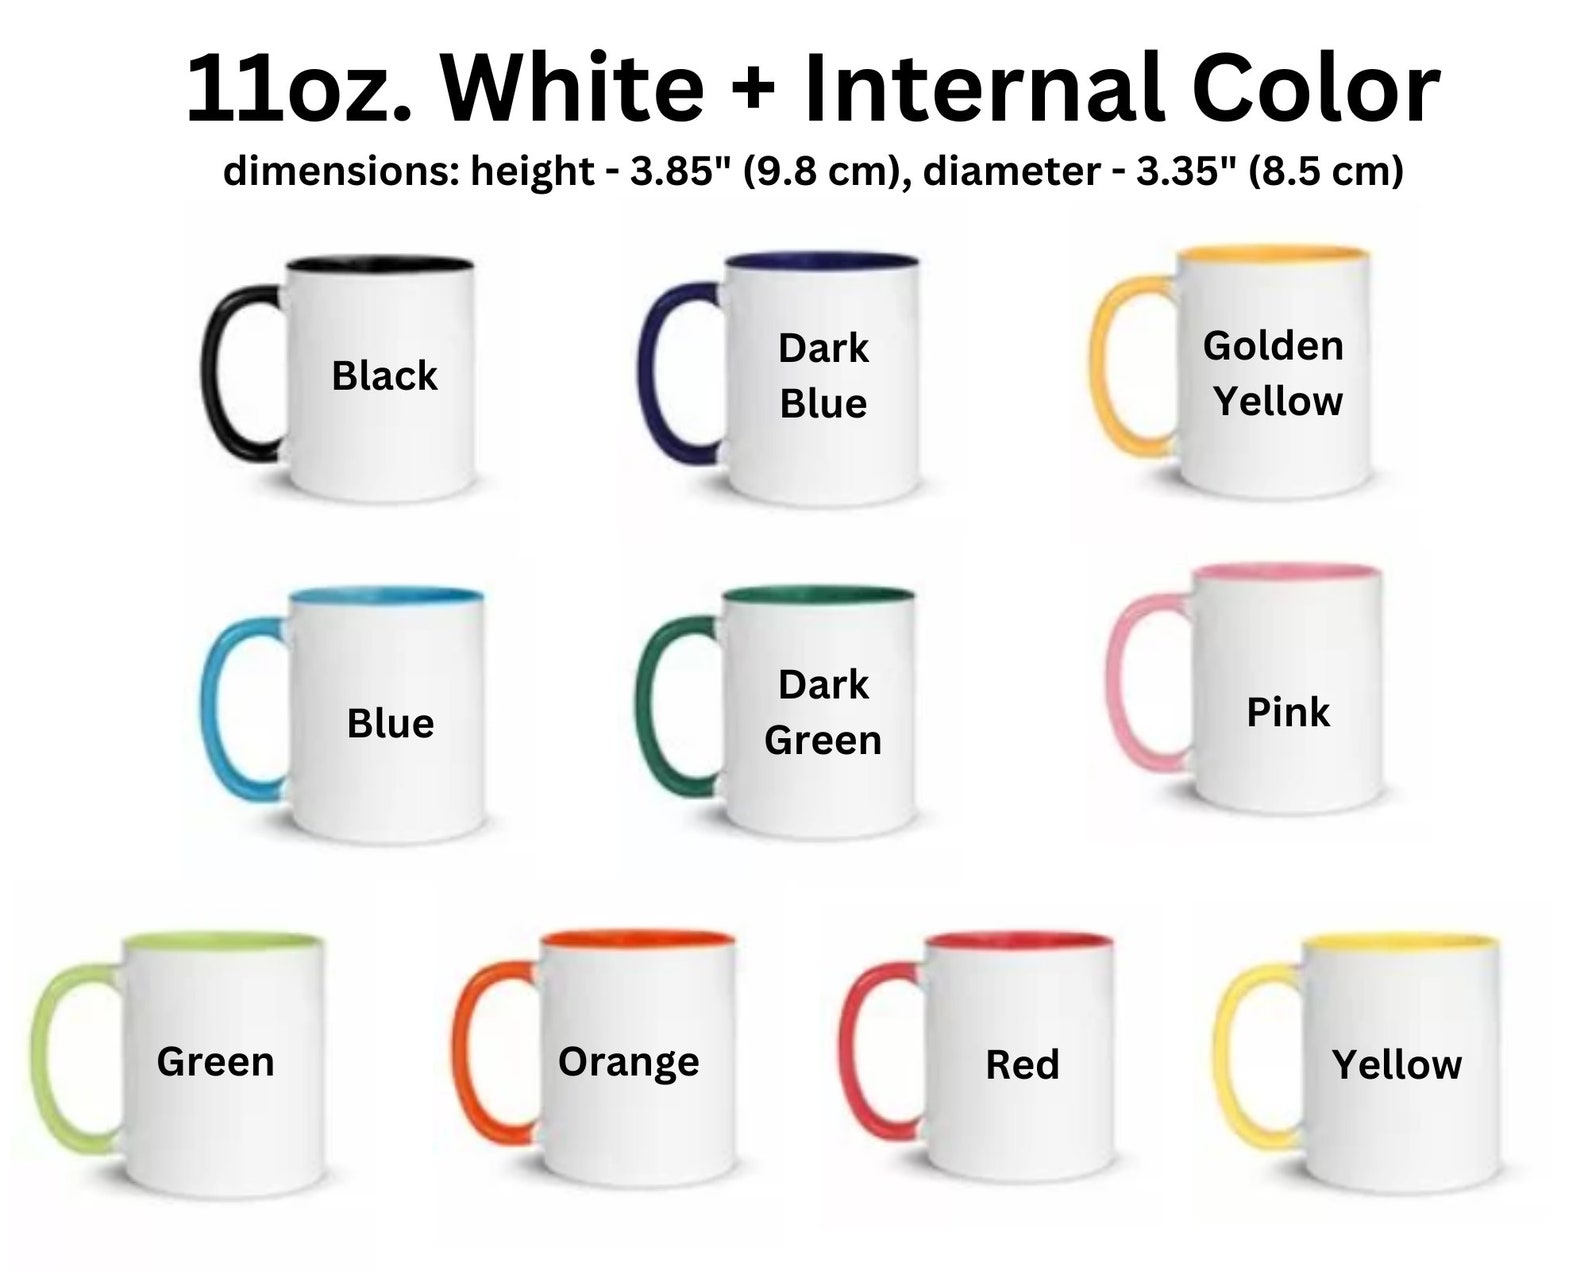 11oz. White + Internal Color
dimensions: height - 3.85" (9.8 cm), diameter - 3.35" (8.5 cm)
Black
Dark
Blue
Golden
Yellow
Blue
Dark
Green
Pink
Green
Orange
Red
Yellow